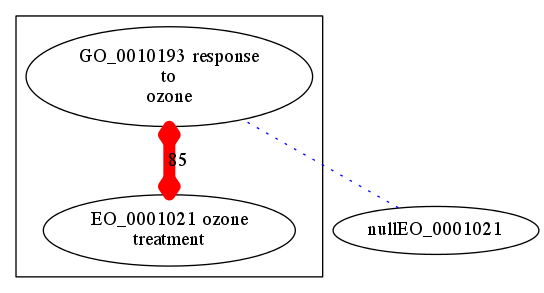 GO_0010193 response
to
ozone
85
EO_0001021 ozone
treatment
nullEO_0001021